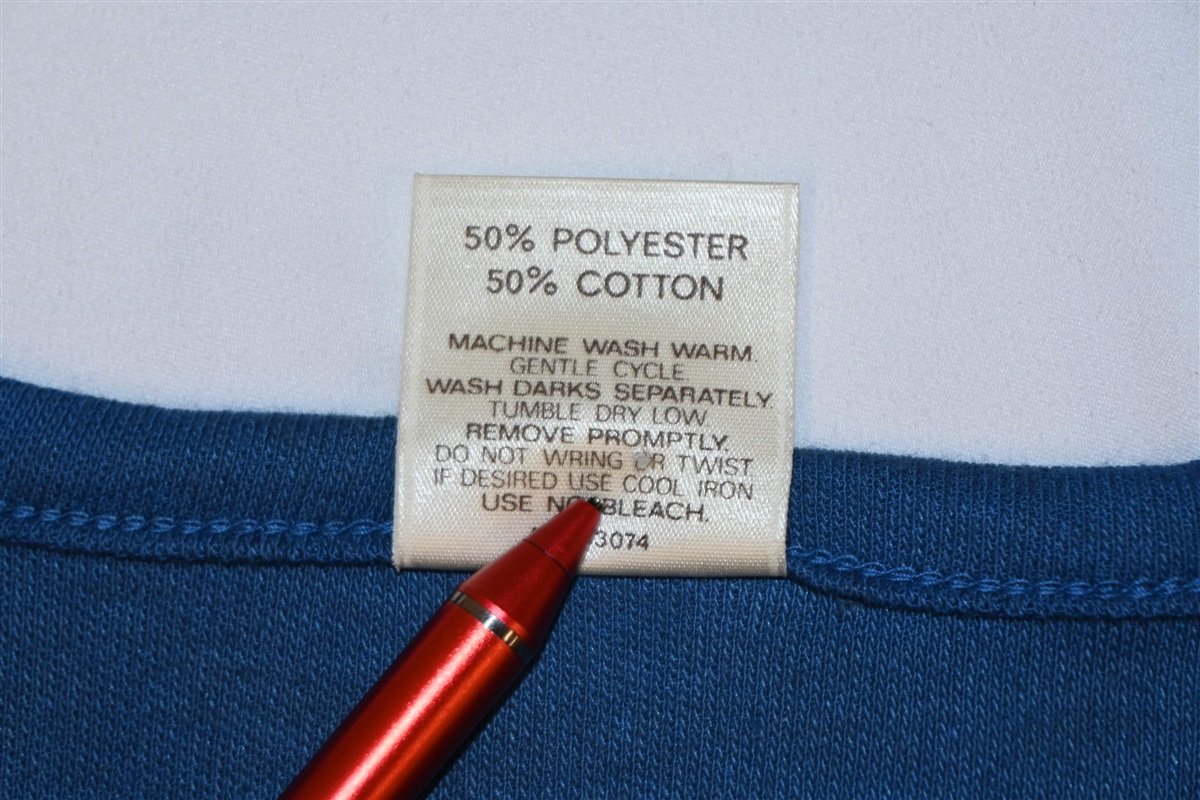 50% POLYESTER
50% COTTON
MACHINE WASH WARM.
GENTLE CYCLE.
WASH DARKS SEPARATELY.
TUMBLE DRY LOW
REMOVE PROMPTLY.
DO NOT WRING OR TWIST
IF DESIRED USE COOL IRON.
USE NO BLEACH.
3074